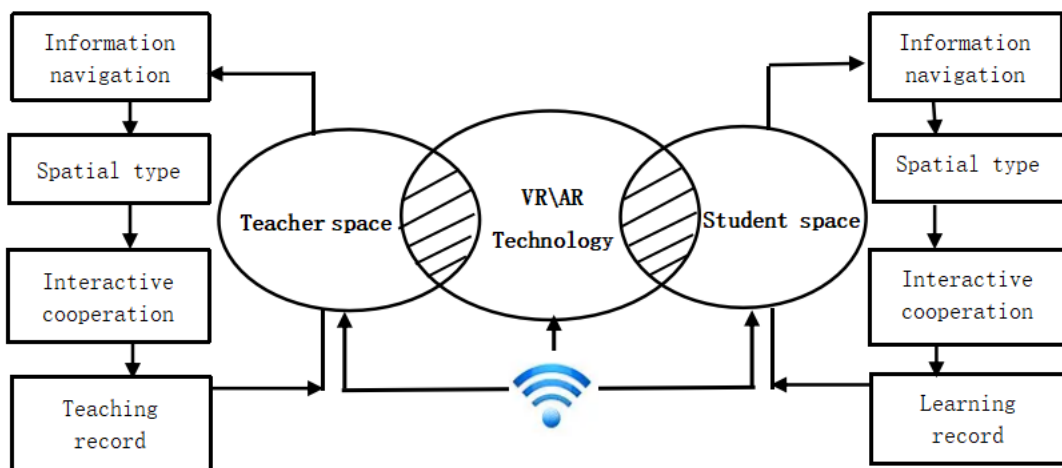 Information
navigation
Spatial type
Interactive
cooperation
Teaching
record
Teacher space
VR\AR
Technology
Student space
Information
navigation
Spatial type
Interactive
cooperation
Learning
record